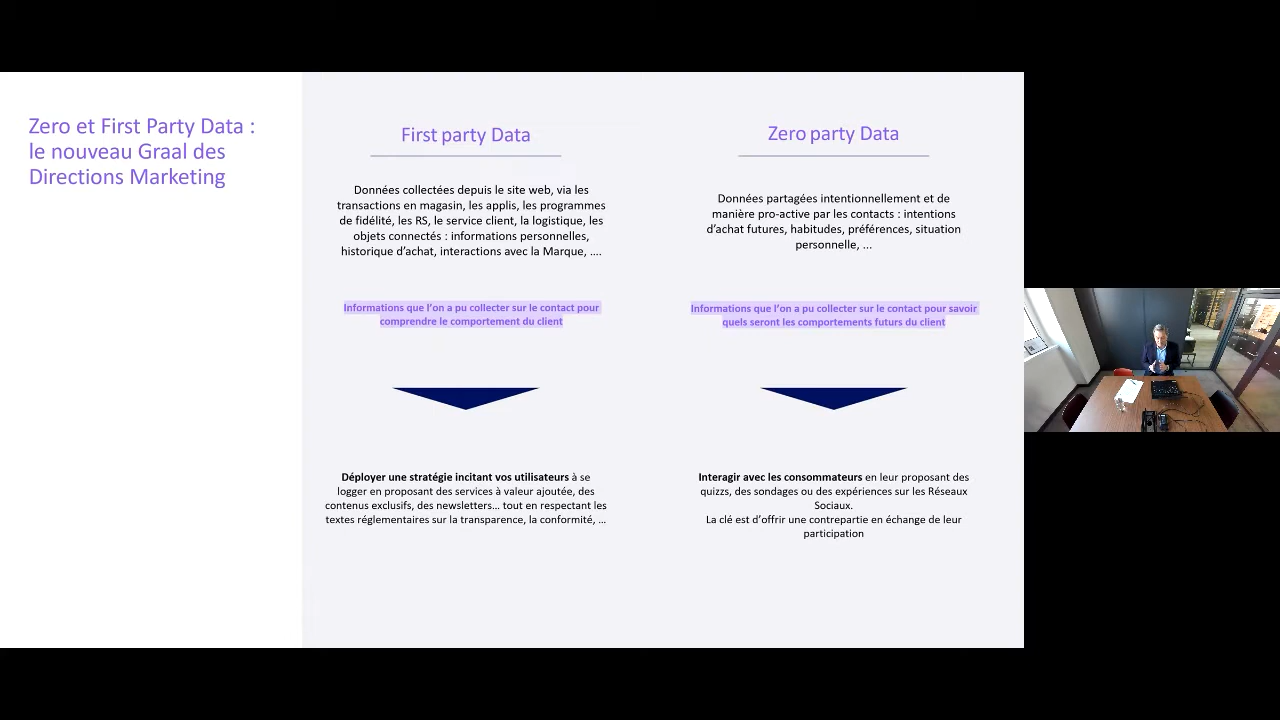 Zero et First Party Data :
le nouveau Graal des
Directions Marketing
First party Data
Données collectées depuis le site web, via les
transactions en magasin, les applis, les programmes
de fidélité, les RS, le service client, la logistique, les
objets connectés : informations personnelles,
historique d’achat, interactions avec la Marque, ....
Informations que l’on a pu collecter sur le contact pour
comprendre le comportement du client
Déployer une stratégie incitant vos utilisateurs à se
logger en proposant des services à valeur ajoutée, des
contenus exclusifs, des newsletters... tout en respectant les
textes réglementaires sur la transparence, la conformité, ...
Zero party Data
Données partagées intentionnellement et de
manière pro-active par les contacts : intentions
d’achat futures, habitudes, préférences, situation
personnelle, ...
Informations que l’on a pu collecter sur le contact pour savoir
quels seront les comportements futurs du client
Interagir avec les consommateurs en leur proposant des
quizzs, des sondages ou des expériences sur les Réseaux
Sociaux.
La clé est d’offrir une contrepartie en échange de leur
participation